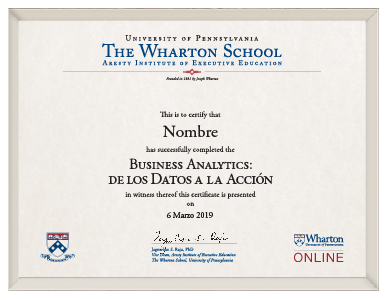 UNIVERSITY OF PENNSYLVANIA
THE WHARTON SCHOOL
ARESTY INSTITUTE OF EXECUTIVE EDUCATION
Founded in 1881 by Joseph Wharton
This is to certify that
Nombre
has successfully completed the
BUSINESS ANALYTICS:
DE LOS DATOS A LA ACCIÓN
in witness thereof this certificate is presented
on
6 Marzo 2019
Jagmohan S. Raju, PhD
Vice Dean, Aresty Institute of Executive Education
The Wharton School, University of Pennsylvania
Wharton
UNIVERSITY of PENNSYLVANIA
ONLINE